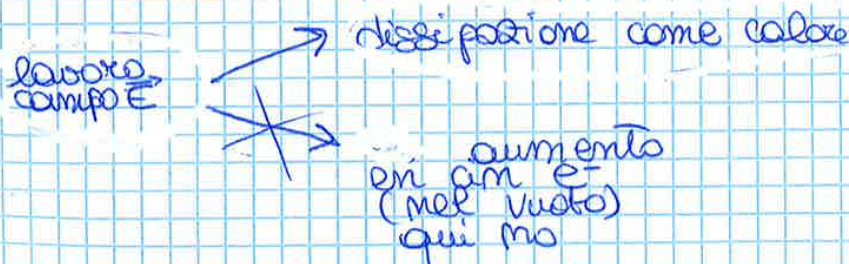 dissipazione come calore
lavoro
campo E
aumento
en cin e-
(nel vuoto)
qui no